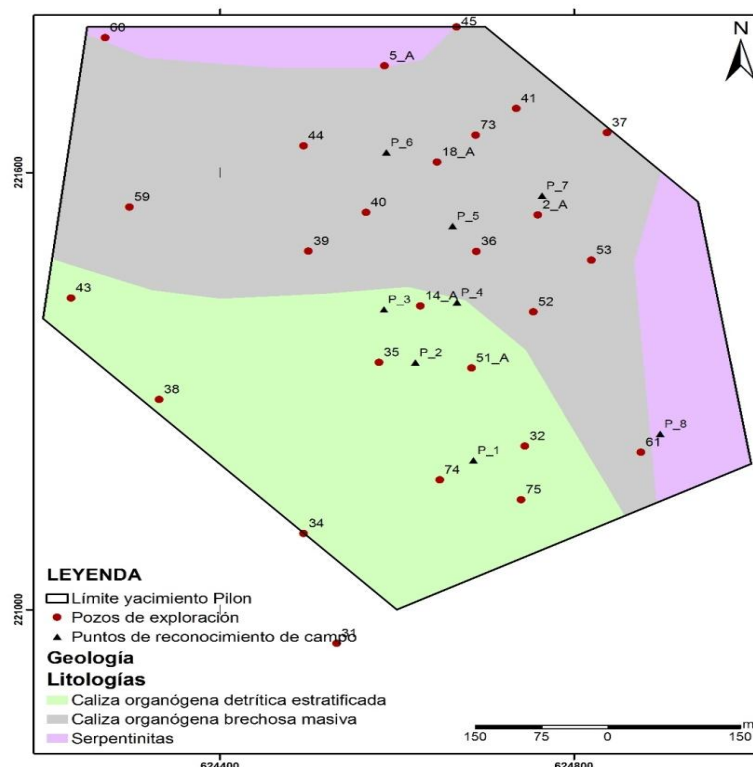 60
45
N
5_A
41
73
37
44
P_6
18_A
221600
P_7
59
40
2_A
P_5
39
36
53
43
14_A
P_4
P_3
52
35
P_2
51_A
38
P_8
32
61
P_1
74
75
34
LEYENDA
Límite yacimiento Pilon
221000
Pozos de exploración
31
Puntos de reconocimiento de campo
Geología
Litologías
Caliza organógena detrítica estratificada
Caliza organógena brechosa masiva
Serpentinitas
150 75 0 150
m
624400
624800